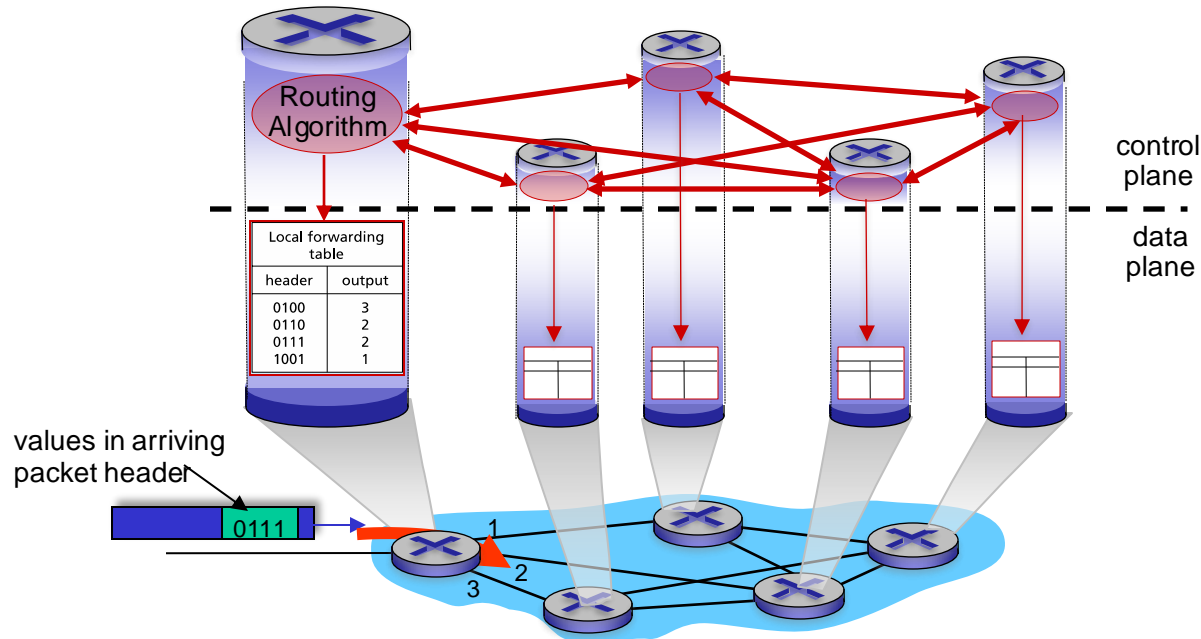 Routing
Algorithm
control
plane
data
plane
Local forwarding
table
header output
0100 3
0110 2
0111 2
1001 1
values in arriving
packet header
0111
1
2
3